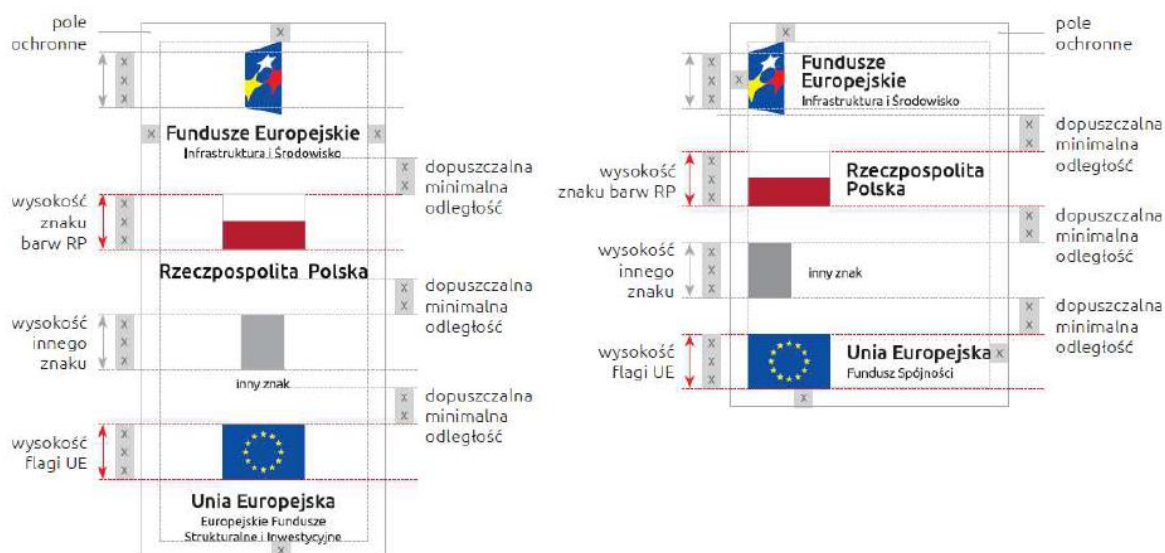 pole
ochronne
x
x
x
x
x
Fundusze Europejskie
x
Infrastruktura i Środowisko
x
x
dopuszczalna
minimalna
odległość
wysokość
znaku
barw RP
x
x
x
Rzeczpospolita Polska
x
x
dopuszczalna
minimalna
odległość
wysokość
innego
znaku
x
x
x
inny znak
x
x
dopuszczalna
minimalna
odległość
wysokość
flagi UE
x
x
x
Unia Europejska
Europejskie Fundusze
Strukturalne i Inwestycyjne
x
x
pole
ochronne
x
x
x
x
Fundusze
Europejskie
Infrastruktura i Środowisko
x
x
dopuszczalna
minimalna
odległość
wysokość
znaku barw RP
x
x
x
Rzeczpospolita
Polska
x
x
dopuszczalna
minimalna
odległość
wysokość
innego
znaku
x
x
x
inny znak
x
x
dopuszczalna
minimalna
odległość
wysokość
flagi UE
x
x
x
Unia Europejska
Fundusz Spójności
x
x